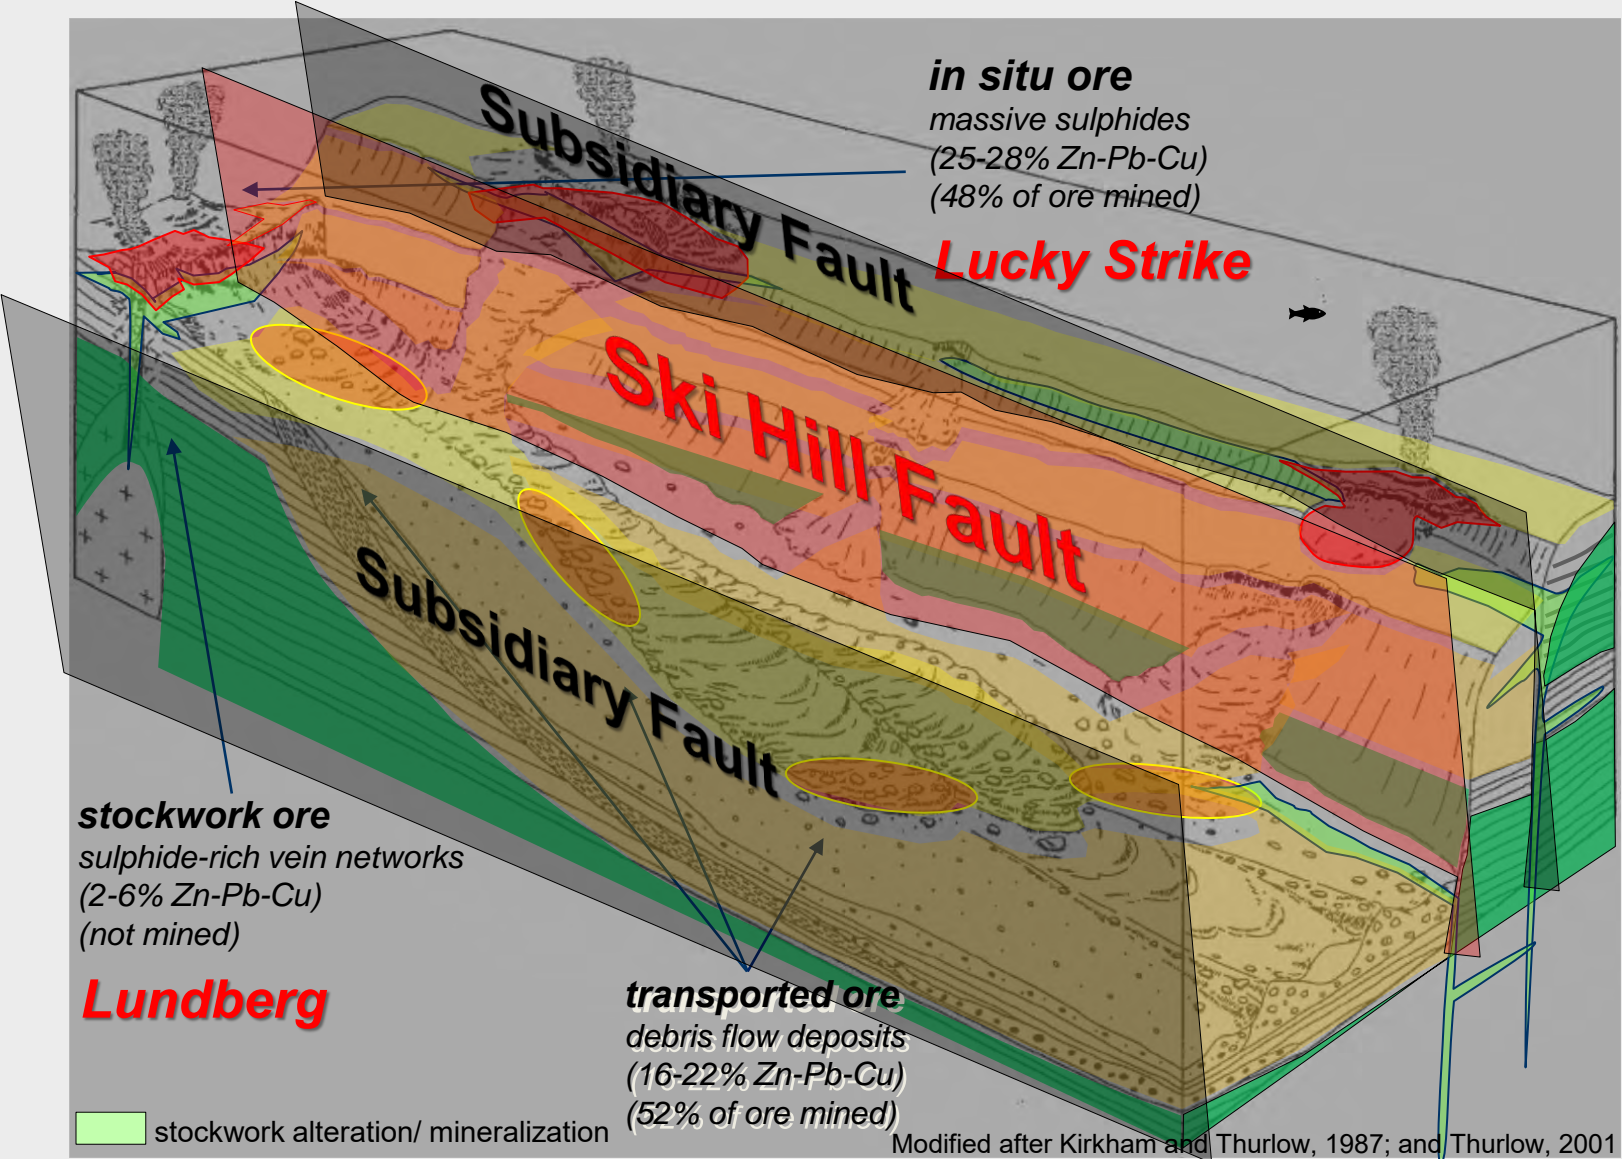 Subsidiary Fault
in situ ore
massive sulphides
(25-28% Zn-Pb-Cu)
(48% of ore mined)
Lucky Strike
Ski Hill Fault
Subsidiary Fault
stockwork ore
sulphide-rich vein networks
(2-6% Zn-Pb-Cu)
(not mined)
Lundberg
transported ore
debris flow deposits
(16-22% Zn-Pb-Cu)
(52% of ore mined)
stockwork alteration/ mineralization
Modified after Kirkham and Thurlow, 1987; and Thurlow, 2001